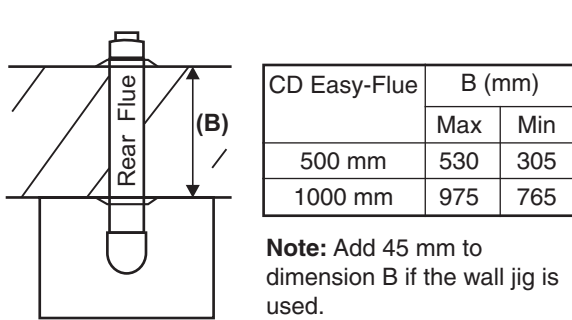 Rear Flue
(B)
CD Easy-Flue B (mm)
Max Min
500 mm 530 305
1000 mm 975 765
Note: Add 45 mm to
dimension B if the wall jig is
used.